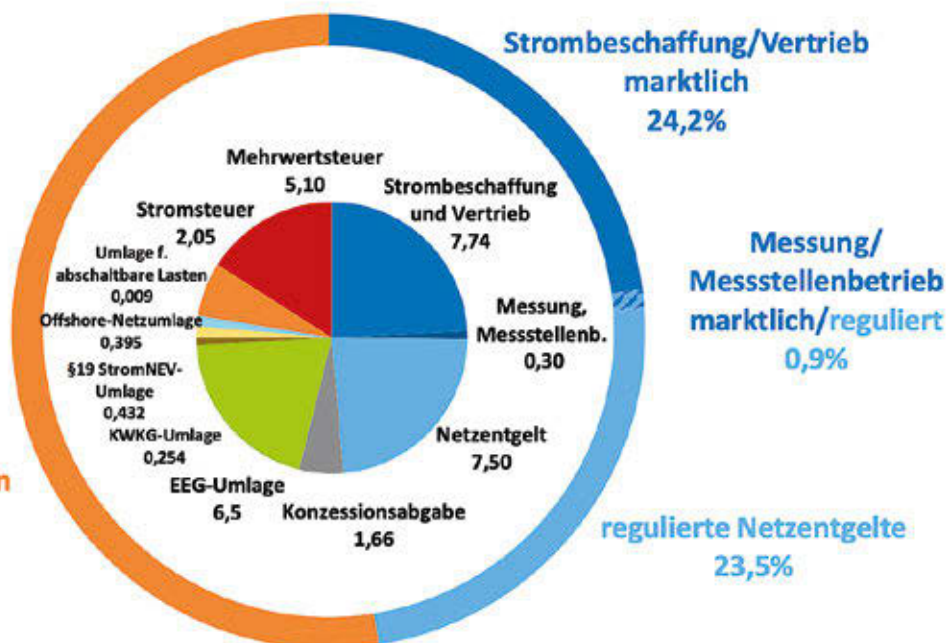 Strombeschaffung/Vertrieb
marktlich
24,2%
Mehrwertsteuer
5,10
Strombeschaffung
und Vertrieb
7,74
Stromsteuer
2,05
Umlage f.
abschaltbare Lasten
0,009
Messung/
Messstellenbetrieb
marktlich/reguliert
0,9%
Messung,
Messstellenb.
0,30
Offshore-Netzumlage
0,395
§19 StromNEV-
Umlage
0,432
KWKG-Umlage
0,254
Netzentgelt
7,50
EEG-Umlage
6,5
Konzessionsabgabe
1,66
regulierte Netzentgelte
23,5%